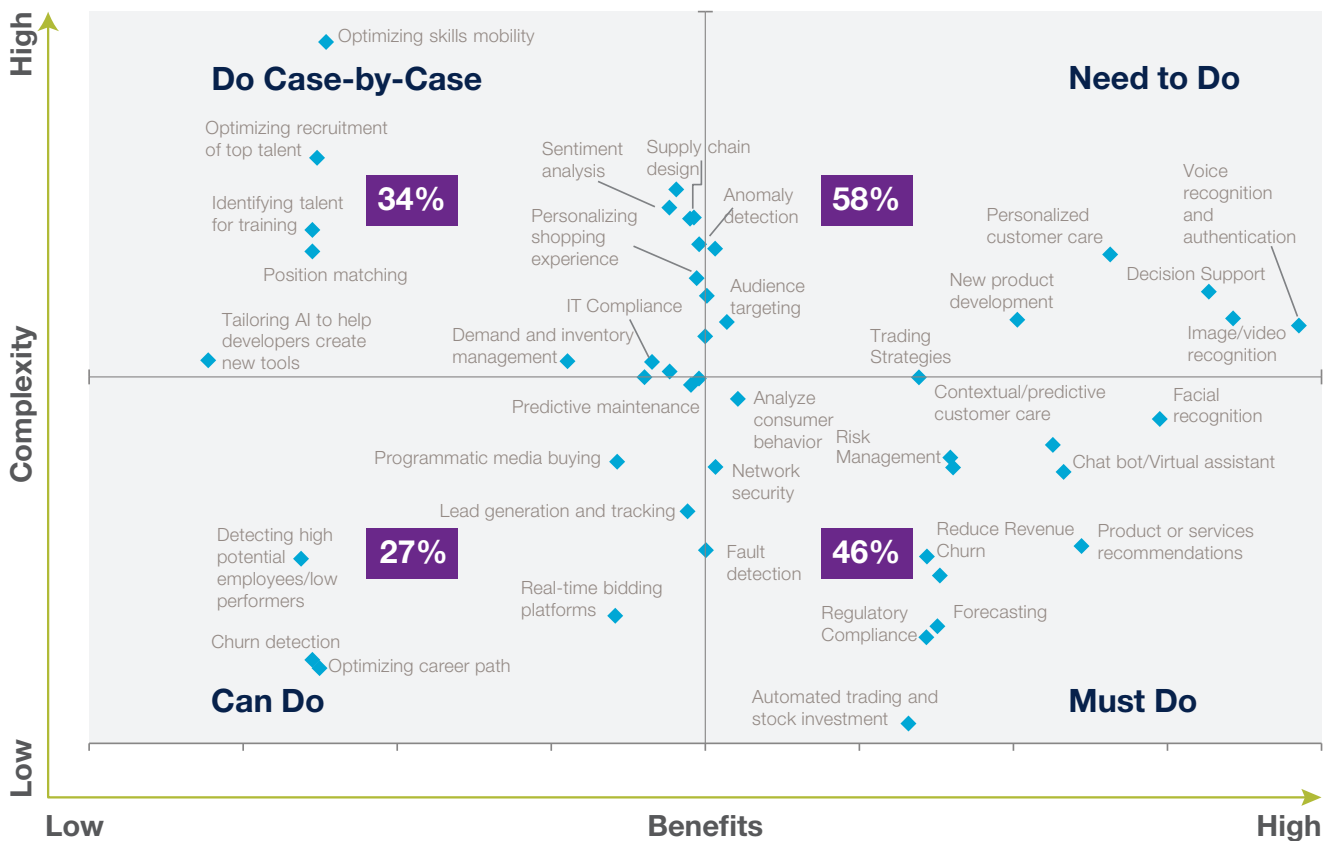 High
Optimizing skills mobility
Do Case-by-Case
Need to Do
Optimizing recruitment
of top talent
Sentiment
analysis
Supply chain
design
Voice
recognition
and
authentication
34%
58%
Identifying talent
for training
Personalizing
shopping
experience
Anomaly
detection
Personalized
customer care
Position matching
Decision Support
New product
development
Audience
targeting
IT Compliance
Tailoring AI to help
developers create
new tools
Demand and inventory
management
Trading
Strategies
Image/video
recognition
Complexity
Predictive maintenance
Analyze
consumer
behavior
Contextual/predictive
customer care
Facial
recognition
Risk
Management
Programmatic media buying
Network
security
Chat bot/Virtual assistant
Lead generation and tracking
Detecting high
potential
employees/low
performers
27%
46%
Reduce Revenue
Churn
Product or services
recommendations
Fault
detection
Real-time bidding
platforms
Regulatory
Compliance
Forecasting
Churn detection
Optimizing career path
Can Do
Must Do
Automated trading and
stock investment
Low
Low
Benefits
High